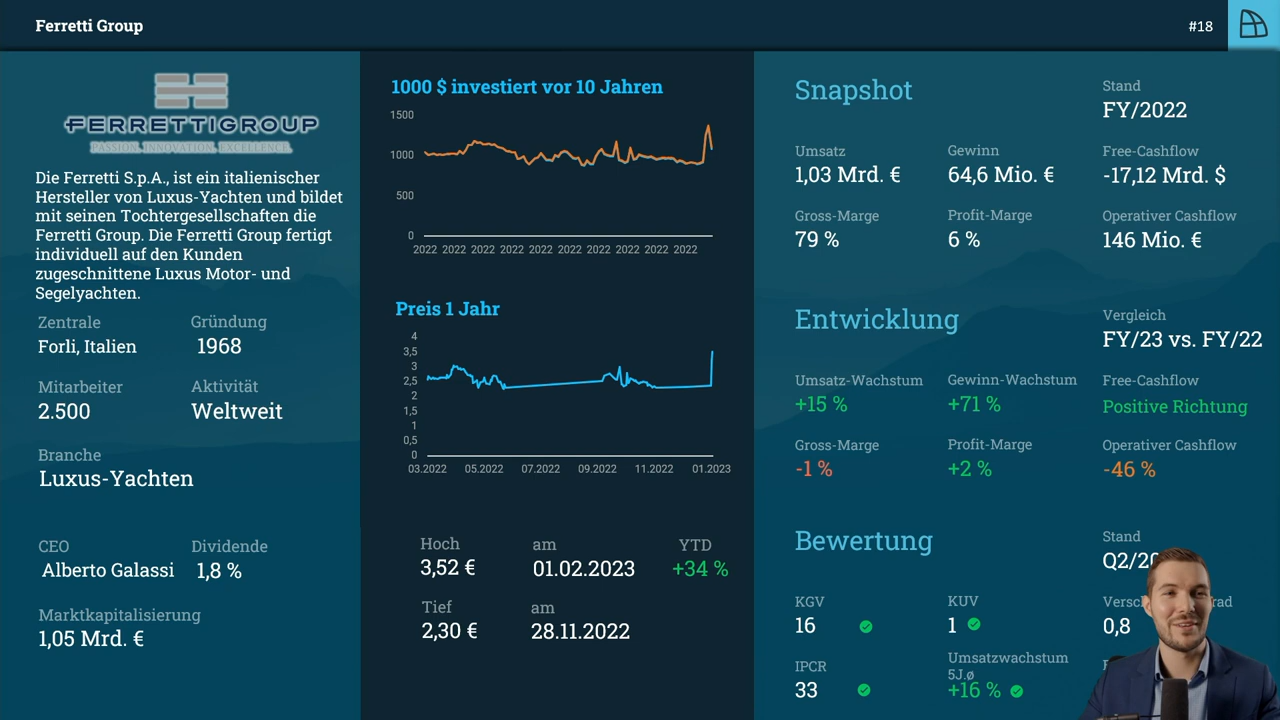 Ferretti Group
#18
FERRETTIGROUP
PASSION. INNOVATION. EXCELLENCE.
Die Ferretti S.p.A., ist ein italienischer
Hersteller von Luxus-Yachten und bildet
mit seinen Tochtergesellschaften die
Ferretti Group. Die Ferretti Group fertigt
individuell auf den Kunden
zugeschnittene Luxus Motor- und
Segelyachten.
Zentrale
Gründung
Forli, Italien
1968
Mitarbeiter
Aktivität
2.500
Weltweit
Branche
Luxus-Yachten
CEO
Dividende
Alberto Galassi
1,8 %
Marktkapitalisierung
1,05 Mrd. €
1000 $ investiert vor 10 Jahren
1500
1000
500
0
2022 2022 2022 2022 2022 2022 2022 2022 2022 2022
Preis 1 Jahr
4
3,5
3
2,5
2
1,5
1
0,5
0
03.2022 05.2022 07.2022 09.2022 11.2022 01.2023
Hoch
am
YTD
3,52 €
01.02.2023
+34 %
Tief
am
2,30 €
28.11.2022
Snapshot
Stand
FY/2022
Umsatz
Gewinn
Free-Cashflow
1,03 Mrd. €
64,6 Mio. €
-17,12 Mrd. $
Gross-Marge
Profit-Marge
Operativer Cashflow
79 %
6 %
146 Mio. €
Entwicklung
Vergleich
FY/23 vs. FY/22
Umsatz-Wachstum
Gewinn-Wachstum
Free-Cashflow
+15 %
+71 %
Positive Richtung
Gross-Marge
Profit-Marge
Operativer Cashflow
-1 %
+2 %
-46 %
Bewertung
Stand
Q2/20
KGV
KUV
16
1
0,8
IPCR
Umsatzwachstum
5J.ø
33
+16 %